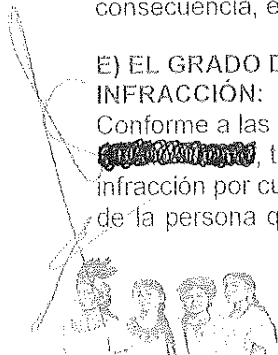 consecuencia, e
E) EL GRADO D
INFRACCIÓN:
Conforme a las
, t
infracción por cu
de la persona q